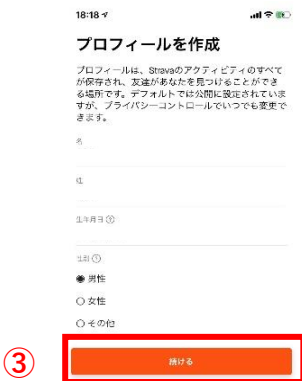 18:18
プロフィールを作成
プロフィールは、Stravaのアクティビティのすべて
が保存され、友達があなたを見つけることができ
る場所です。デフォルトでは公開に設定されていま
すが、プライバシーコントロールでいつでも変更で
きます。
名
姓
生年月日 ?
性別
男性
女性
その他
③
続ける